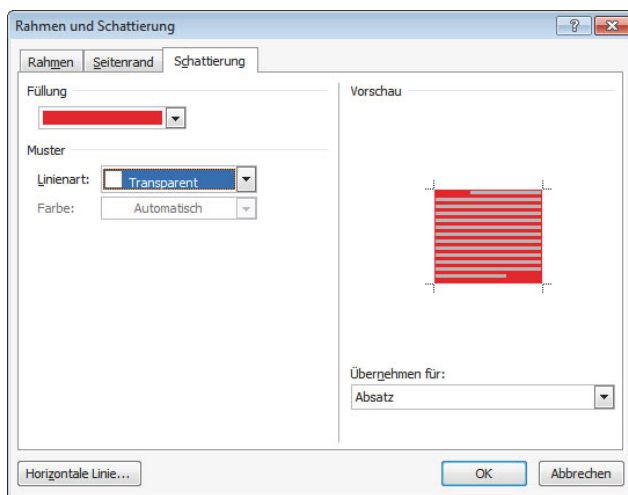 Rahmen und Schattierung
Rahmen Seitenrand Schattierung
Füllung
Muster
Linienart: Transparent
Farbe: Automatisch
Vorschau
Übernehmen für:
Absatz
Horizontale Linie... OK Abbrechen